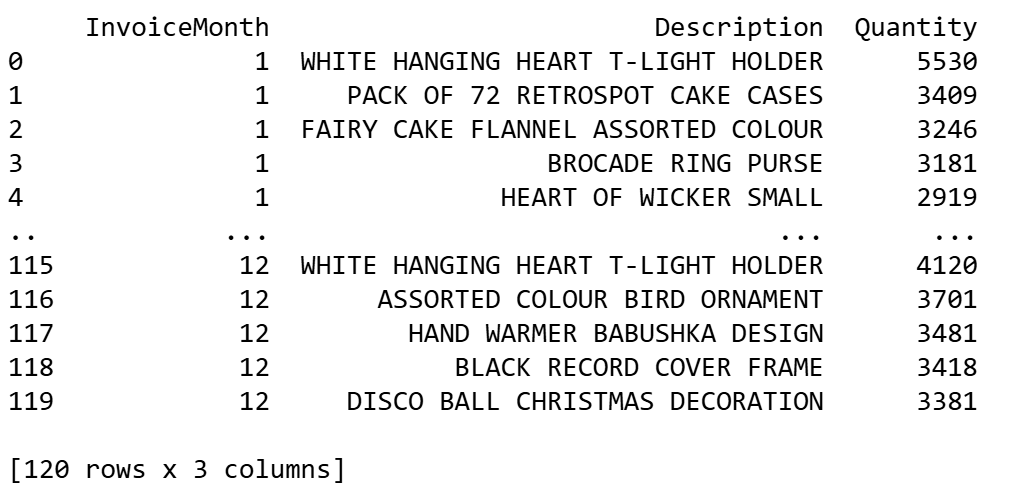 InvoiceMonth Description Quantity
0 1 WHITE HANGING HEART T-LIGHT HOLDER 5530
1 1 PACK OF 72 RETROSPOT CAKE CASES 3409
2 1 FAIRY CAKE FLANNEL ASSORTED COLOUR 3246
3 1 BROCADE RING PURSE 3181
4 1 HEART OF WICKER SMALL 2919
.. ... ... ...
115 12 WHITE HANGING HEART T-LIGHT HOLDER 4120
116 12 ASSORTED COLOUR BIRD ORNAMENT 3701
117 12 HAND WARMER BABUSHKA DESIGN 3481
118 12 BLACK RECORD COVER FRAME 3418
119 12 DISCO BALL CHRISTMAS DECORATION 3381
[120 rows x 3 columns]